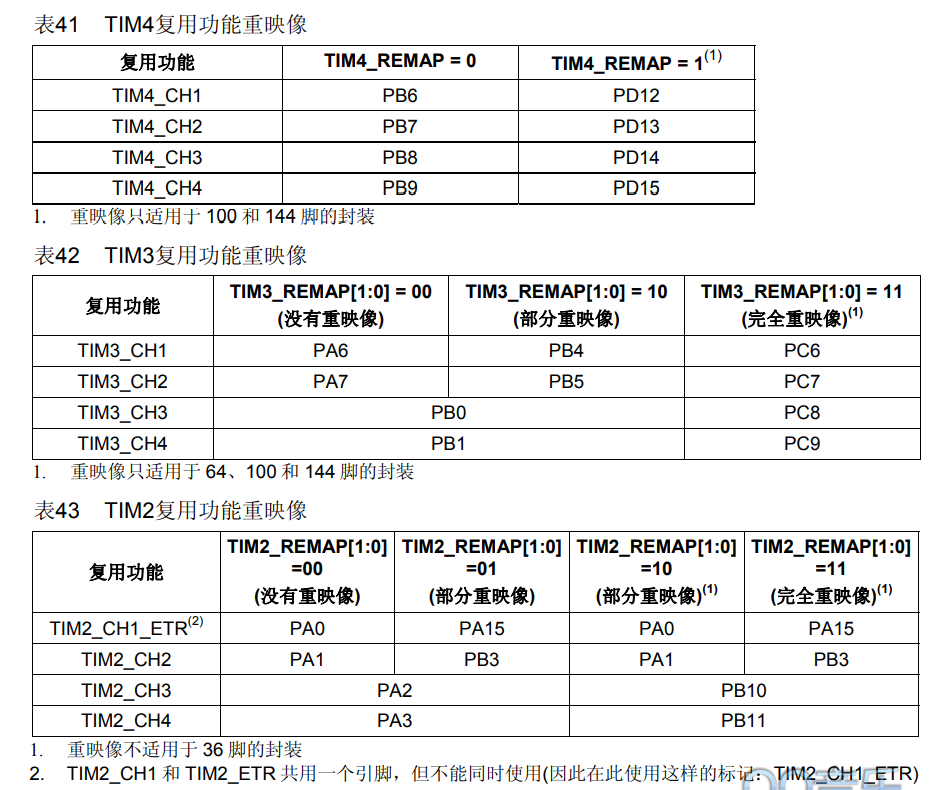 表41 TIM4复用功能重映像
复用功能 TIM4_REMAP = 0 TIM4_REMAP = 1(1)
TIM4_CH1 PB6 PD12
TIM4_CH2 PB7 PD13
TIM4_CH3 PB8 PD14
TIM4_CH4 PB9 PD15
1. 重映像只适用于 100 和 144 脚的封装
表42 TIM3复用功能重映像
复用功能 TIM3_REMAP[1:0] = 00 TIM3_REMAP[1:0] = 10 TIM3_REMAP[1:0] = 11
(没有重映像) (部分重映像) (完全重映像)(1)
TIM3_CH1 PA6 PB4 PC6
TIM3_CH2 PA7 PB5 PC7
TIM3_CH3 PB0 PC8
TIM3_CH4 PB1 PC9
1. 重映像只适用于 64、100 和 144 脚的封装
表43 TIM2复用功能重映像
复用功能 TIM2_REMAP[1:0] TIM2_REMAP[1:0] TIM2_REMAP[1:0] TIM2_REMAP[1:0]
=00 =01 =10 =11
(没有重映像) (部分重映像) (部分重映像)(1) (完全重映像)(1)
TIM2_CH1_ETR(2) PA0 PA15 PA0 PA15
TIM2_CH2 PA1 PB3 PA1 PB3
TIM2_CH3 PA2 PB10
TIM2_CH4 PA3 PB11
1. 重映像不适用于 36 脚的封装
2. TIM2_CH1 和 TIM2_ETR 共用一个引脚，但不能同时使用(因此在此使用这样的标记：TIM2_CH1_ETR)